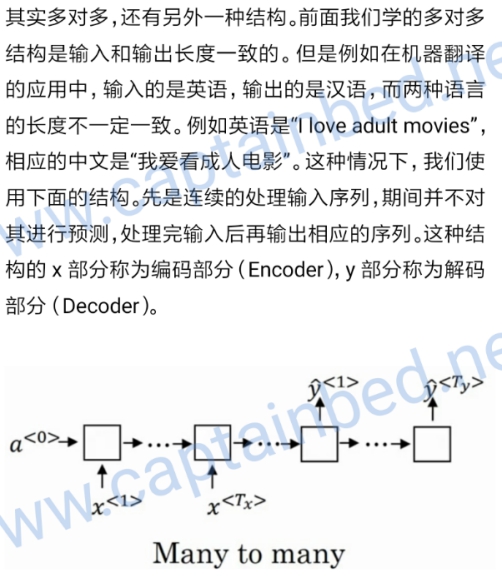 其实多对多,还有另外一种结构。前面我们学的多对多
结构是输入和输出长度一致的。但是例如在机器翻译
的应用中,输入的是英语,输出的是汉语,而两种语言
的长度不一定一致。例如英语是“I love adult movies”,
相应的中文是“我爱看成人电影”。这种情况下,我们使
用下面的结构。先是连续的处理输入序列,期间并不对
其进行预测,处理完输入后再输出相应的序列。这种结
构的 x 部分称为编码部分(Encoder), y 部分称为解码
部分(Decoder)。
ŷ<1> ŷ<Ty>
a<0>
x<1> x<Tx>
Many to many
www.captainbed.ne
www.captainbed.ne